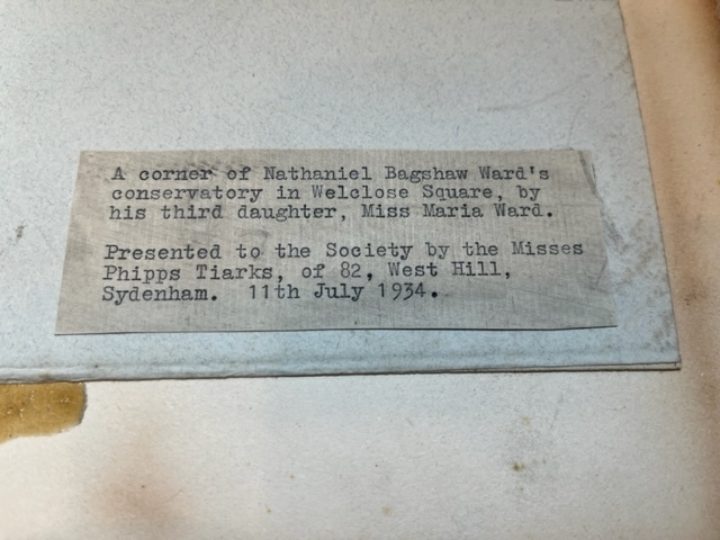 A corner of Nathaniel Bagshaw Ward's
conservatory in Welclose Square, by
his third daughter, Miss Maria Ward.
Presented to the Society by the Misses
Phipps Tiarks, of 82, West Hill,
Sydenham. 11th July 1934.